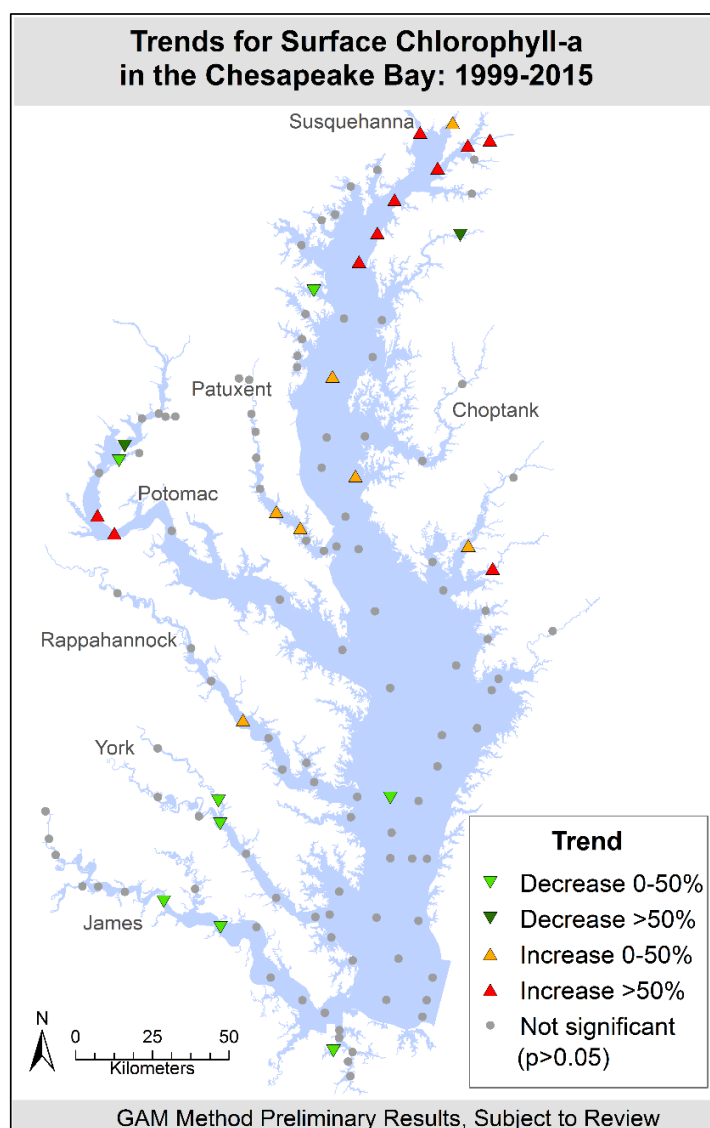 Trends for Surface Chlorophyll-a
in the Chesapeake Bay: 1999-2015
Susquehanna
Patuxent
Choptank
Potomac
Rappahannock
York
James
Trend
Decrease 0-50%
Decrease >50%
Increase 0-50%
Increase >50%
Not significant
(p>0.05)
N
0 25 50
Kilometers
GAM Method Preliminary Results, Subject to Review